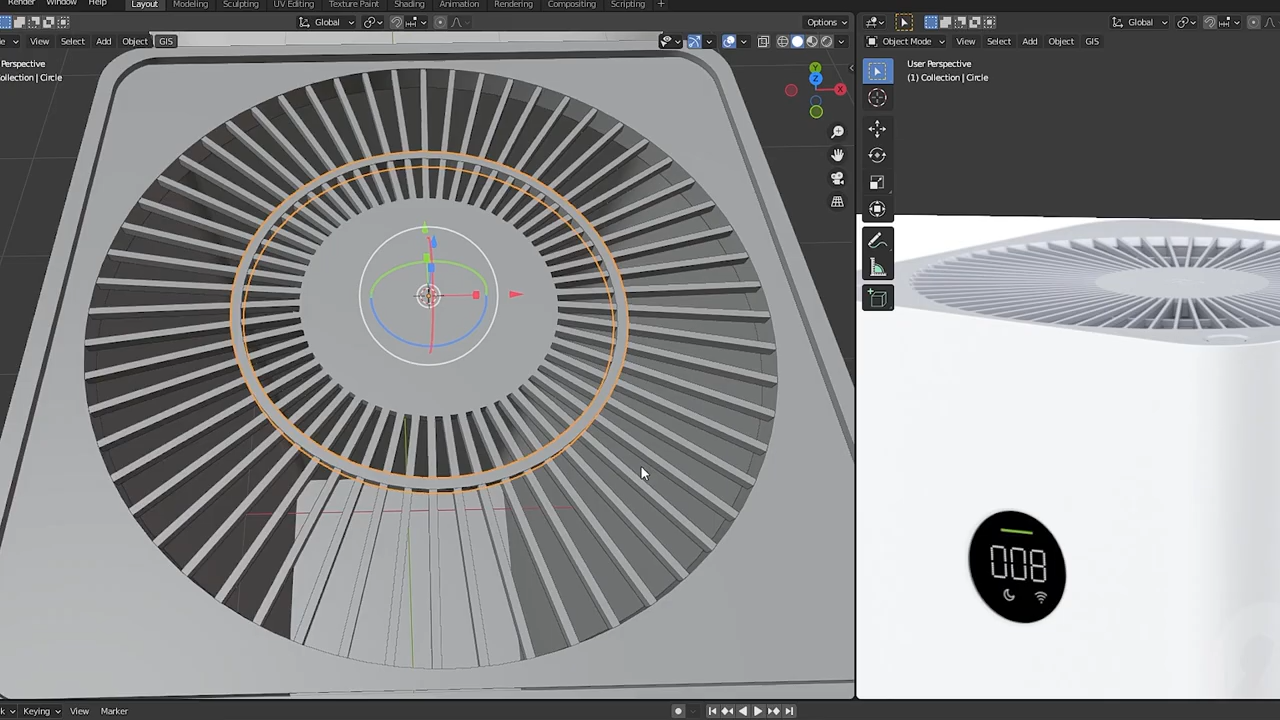 Render Window Help Layout Modeling Sculpting UV Editing Texture Paint Shading Animation Rendering Compositing Scripting +
Global Options Global
View Select Add Object GIS Object Mode View Select Add Object GIS
Perspective
Collection | Circle
User Perspective
(1) Collection | Circle
Y
Z
X
008
Keying View Marker